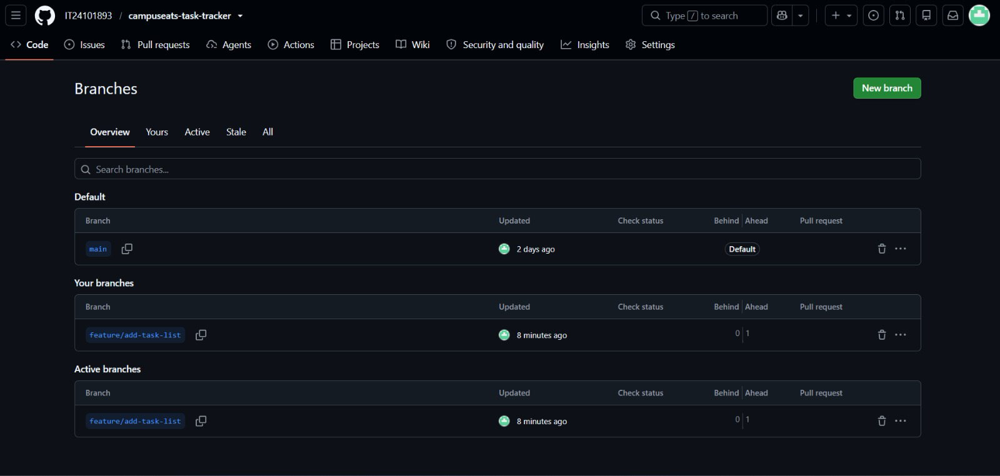 IT24101893 / campuseats-task-tracker Type / to search
Code Issues Pull requests Agents Actions Projects Wiki Security and quality Insights Settings
Branches New branch
Overview Yours Active Stale All
Search branches...
Default
Branch Updated Check status Behind Ahead Pull request
main 2 days ago Default
Your branches
Branch Updated Check status Behind Ahead Pull request
feature/add-task-list 8 minutes ago 0 1
Active branches
Branch Updated Check status Behind Ahead Pull request
feature/add-task-list 8 minutes ago 0 1